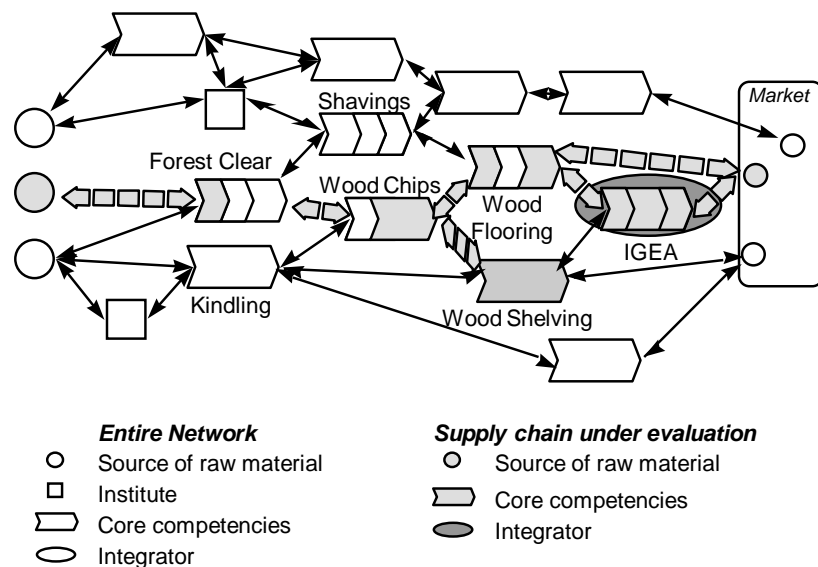 Market
Shavings
Forest Clear
Wood Chips
Wood
Flooring
IGEA
Kindling
Wood Shelving
Entire Network
Source of raw material
Institute
Core competencies
Integrator
Supply chain under evaluation
Source of raw material
Core competencies
Integrator